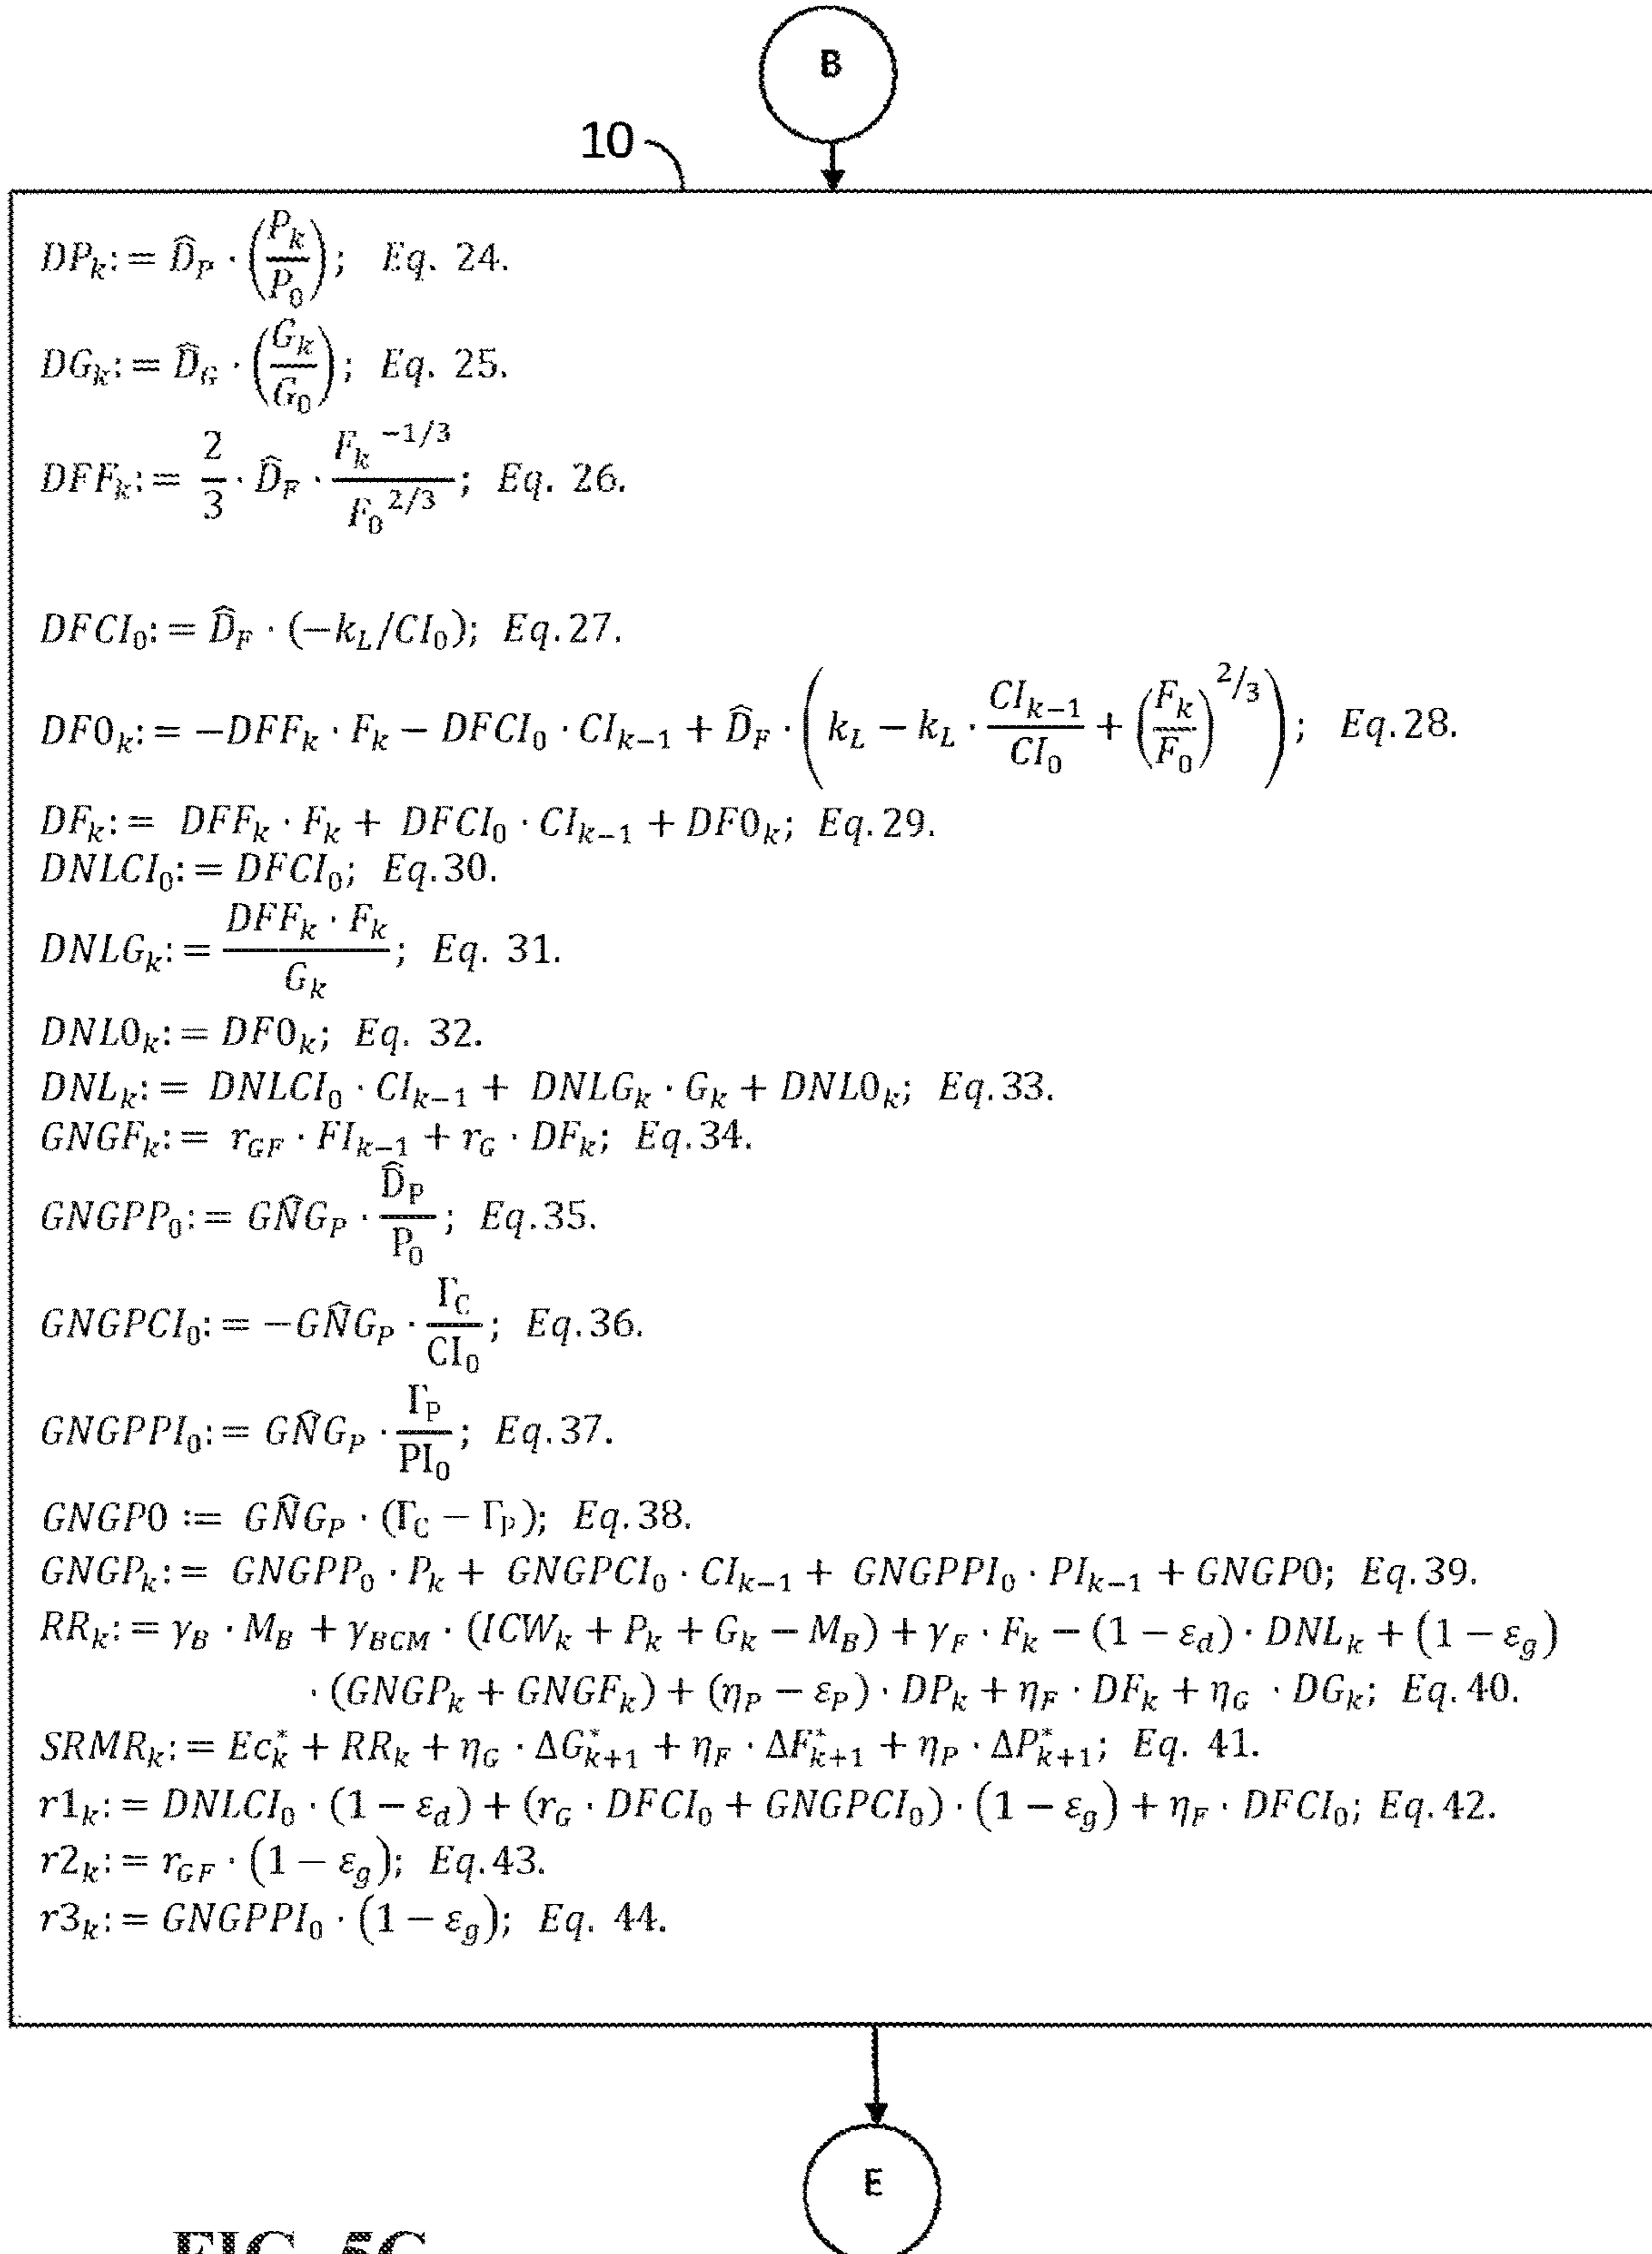 B
10
DP_k := D̂_P · (P_k / P_0); Eq. 24.
DG_k := D̂_G · (G_k / G_0); Eq. 25.
DFF_k := 2/3 · D̂_F · F_k^(-1/3) / F_0^(2/3); Eq. 26.
DFCI_0 := D̂_F · (−k_L/CI_0); Eq.27.
DF0_k := −DFF_k · F_k − DFCI_0 · CI_{k−1} + D̂_F · (k_L − k_L · CI_{k−1} / CI_0 + (F_k / F_0)^(2/3)); Eq.28.
DF_k := DFF_k · F_k + DFCI_0 · CI_{k−1} + DF0_k; Eq.29.
DNLCI_0 := DFCI_0; Eq.30.
DNLG_k := DFF_k · F_k / G_k; Eq. 31.
DNL0_k := DF0_k; Eq. 32.
DNL_k := DNLCI_0 · CI_{k−1} + DNLG_k · G_k + DNL0_k; Eq.33.
GNGF_k := r_GF · FI_{k−1} + r_G · DF_k; Eq.34.
GNGPP_0 := GN̂G_P · D̂_P / P_0; Eq.35.
GNGPCI_0 := −GN̂G_P · Γ_C / CI_0; Eq.36.
GNGPPI_0 := GN̂G_P · Γ_P / PI_0; Eq.37.
GNGP0 := GN̂G_P · (Γ_C − Γ_P); Eq.38.
GNGP_k := GNGPP_0 · P_k + GNGPCI_0 · CI_{k−1} + GNGPPI_0 · PI_{k−1} + GNGP0; Eq.39.
RR_k := γ_B · M_B + γ_BCM · (ICW_k + P_k + G_k − M_B) + γ_F · F_k − (1 − ε_d) · DNL_k + (1 − ε_g)
· (GNGP_k + GNGF_k) + (η_P − ε_P) · DP_k + η_F · DF_k + η_G · DG_k; Eq.40.
SRMR_k := Ec*_k + RR_k + η_G · ΔG*_{k+1} + η_F · ΔF*_{k+1} + η_P · ΔP*_{k+1}; Eq. 41.
r1_k := DNLCI_0 · (1 − ε_d) + (r_G · DFCI_0 + GNGPCI_0) · (1 − ε_g) + η_F · DFCI_0; Eq.42.
r2_k := r_GF · (1 − ε_g); Eq.43.
r3_k := GNGPPI_0 · (1 − ε_g); Eq. 44.
E
FIG. 5C